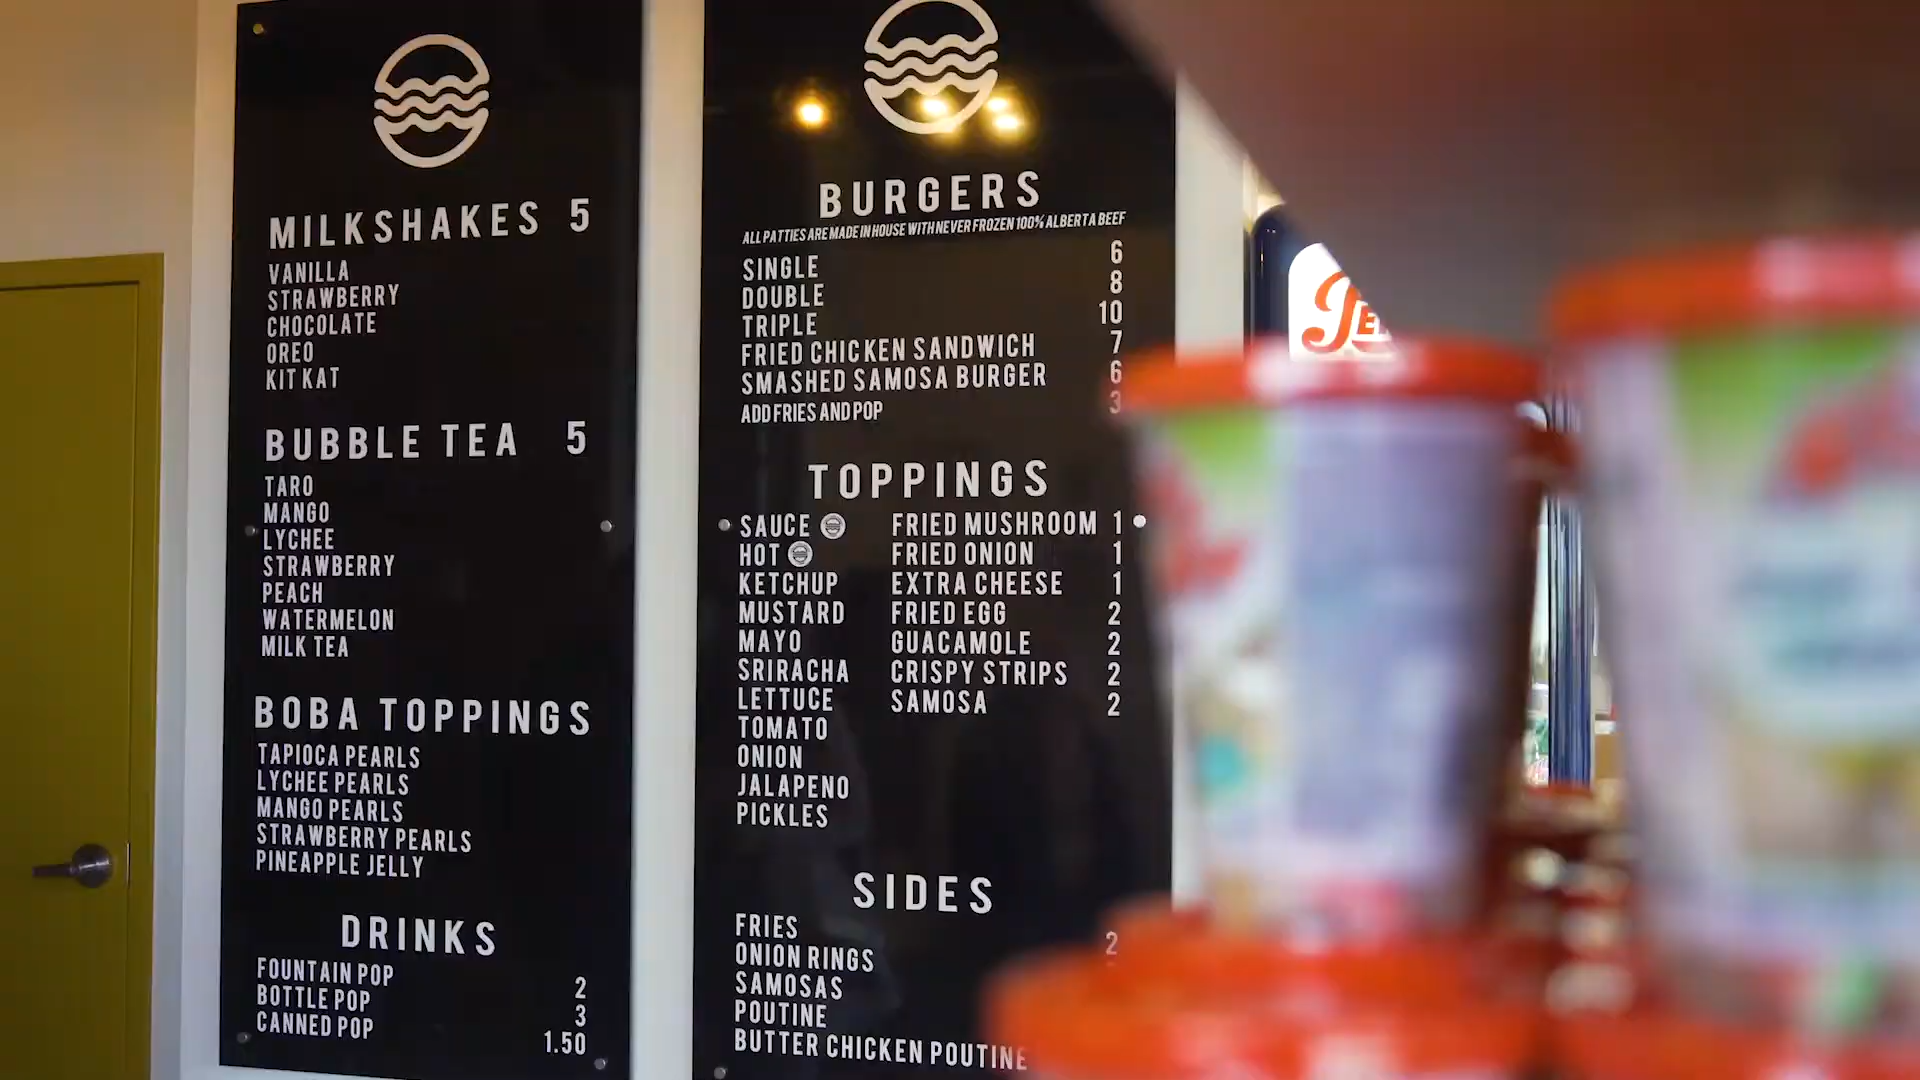 MILKSHAKES 5
VANILLA
STRAWBERRY
CHOCOLATE
OREO
KIT KAT
BUBBLE TEA 5
TARO
MANGO
LYCHEE
STRAWBERRY
PEACH
WATERMELON
MILK TEA
BOBA TOPPINGS
TAPIOCA PEARLS
LYCHEE PEARLS
MANGO PEARLS
STRAWBERRY PEARLS
PINEAPPLE JELLY
DRINKS
FOUNTAIN POP 2
BOTTLE POP 3
CANNED POP 1.50
BURGERS
ALL PATTIES ARE MADE IN HOUSE WITH NEVER FROZEN 100% ALBERTA BEEF
SINGLE 6
DOUBLE 8
TRIPLE 10
FRIED CHICKEN SANDWICH 7
SMASHED SAMOSA BURGER 6
ADD FRIES AND POP 3
TOPPINGS
SAUCE
HOT
KETCHUP
MUSTARD
MAYO
SRIRACHA
LETTUCE
TOMATO
ONION
JALAPENO
PICKLES
FRIED MUSHROOM 1
FRIED ONION 1
EXTRA CHEESE 1
FRIED EGG 2
GUACAMOLE 2
CRISPY STRIPS 2
SAMOSA 2
SIDES
FRIES 2
ONION RINGS
SAMOSAS
POUTINE
BUTTER CHICKEN POUTINE